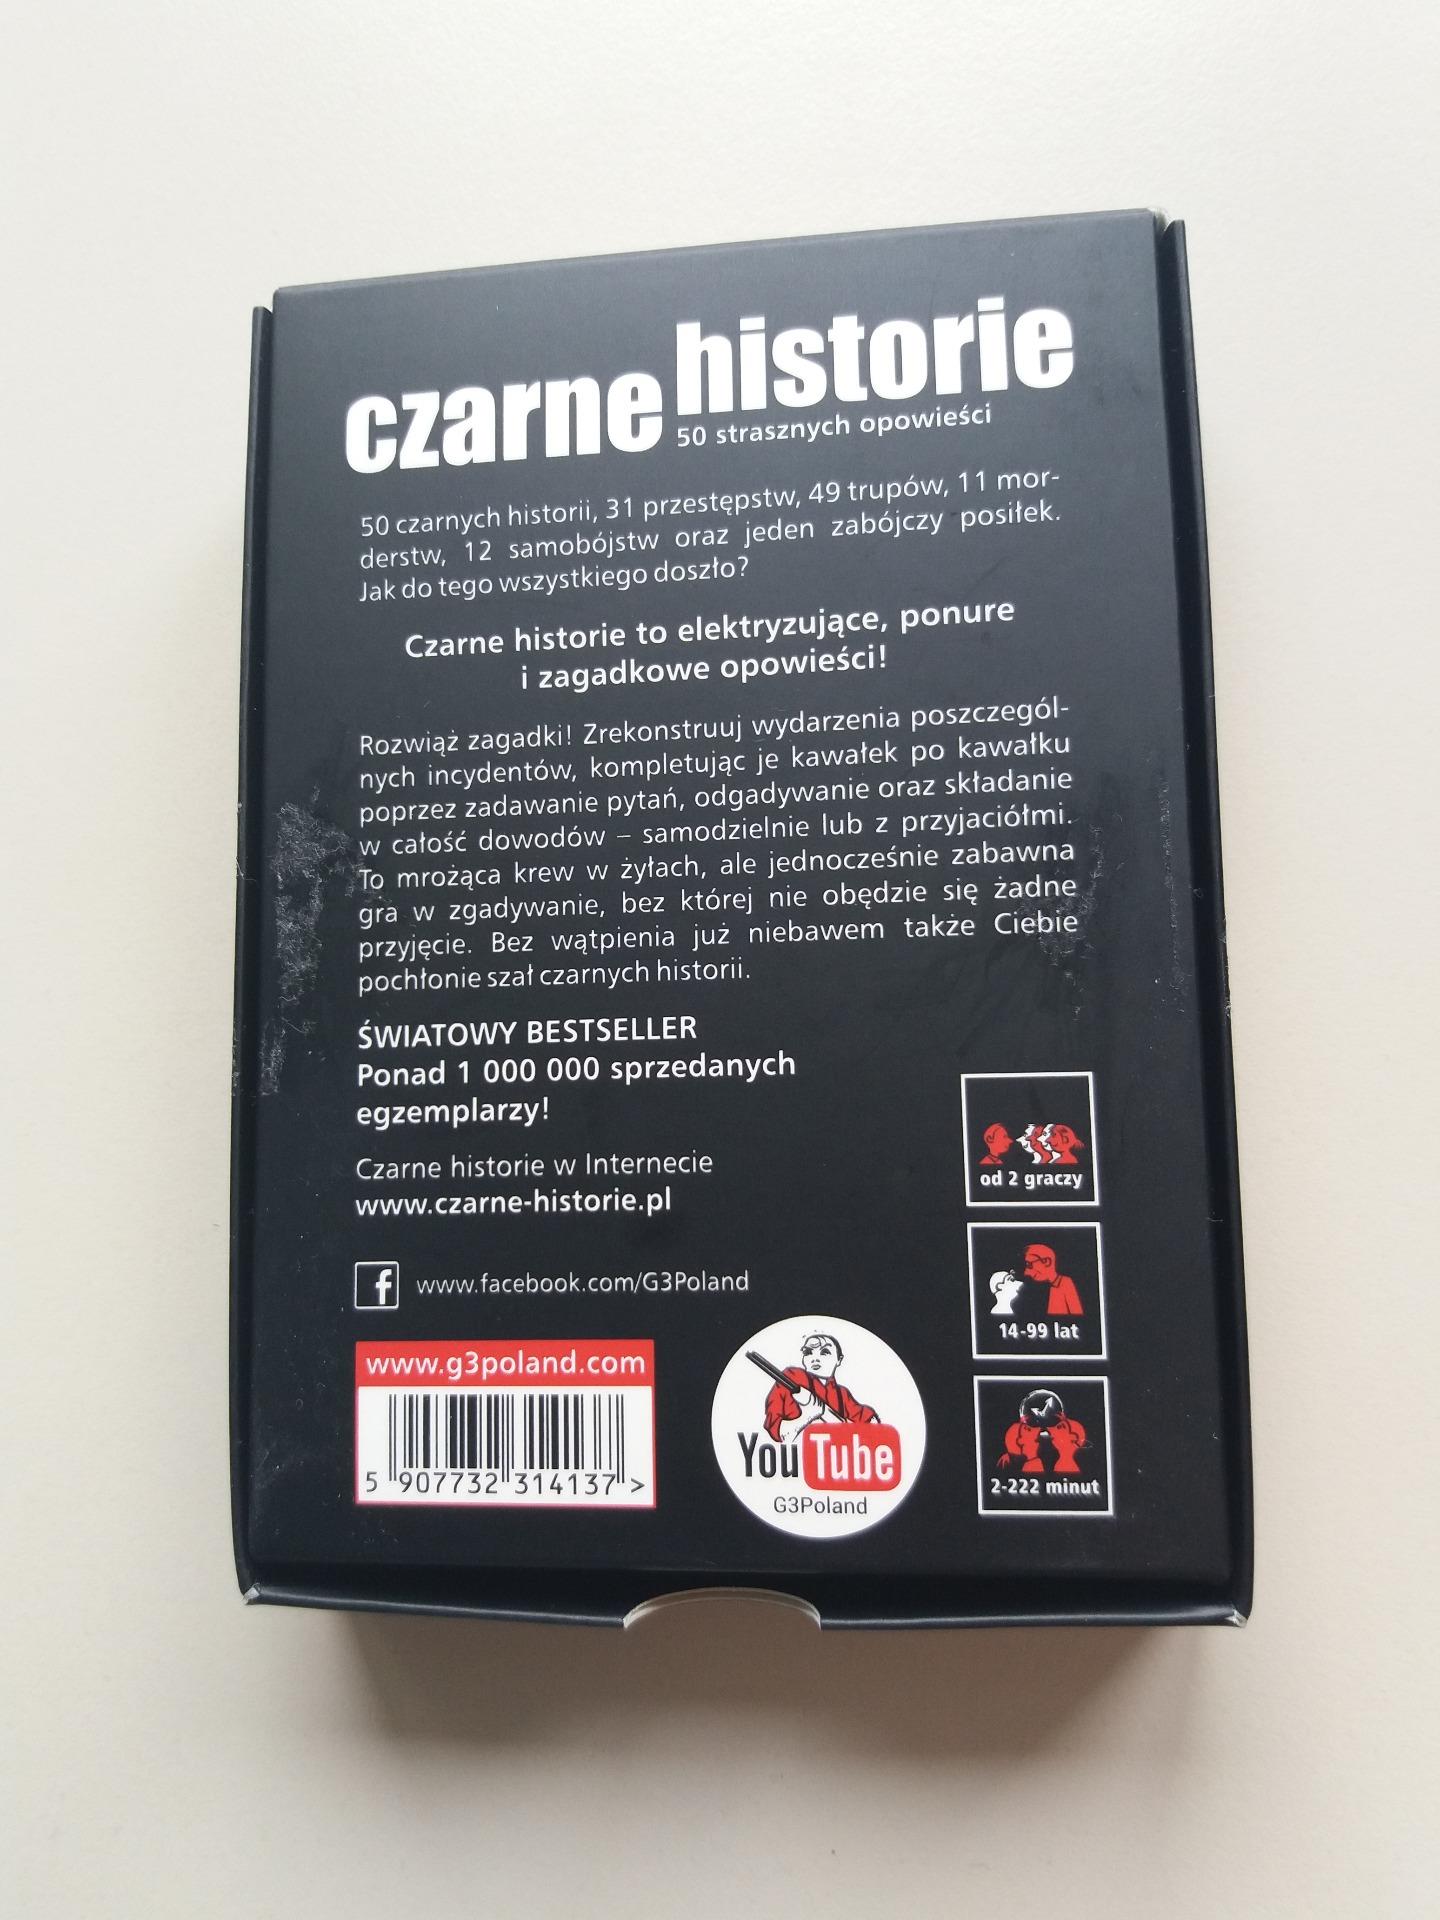 czarne historie
50 strasznych opowieści
50 czarnych historii, 31 przestępstw, 49 trupów, 11 mor-
derstw, 12 samobójstw oraz jeden zabójczy posiłek.
Jak do tego wszystkiego doszło?
Czarne historie to elektryzujące, ponure
i zagadkowe opowieści!
Rozwiąż zagadki! Zrekonstruuj wydarzenia poszczegól-
nych incydentów, kompletując je kawałek po kawałku
poprzez zadawanie pytań, odgadywanie oraz składanie
w całość dowodów – samodzielnie lub z przyjaciółmi.
To mrożąca krew w żyłach, ale jednocześnie zabawna
gra w zgadywanie, bez której nie obędzie się żadne
przyjęcie. Bez wątpienia już niebawem także Ciebie
pochłonie szał czarnych historii.
ŚWIATOWY BESTSELLER
Ponad 1 000 000 sprzedanych
egzemplarzy!
Czarne historie w Internecie
www.czarne-historie.pl
f www.facebook.com/G3Poland
www.g3poland.com
5 907732 314137 >
YouTube
G3Poland
od 2 graczy
14-99 lat
2-222 minut